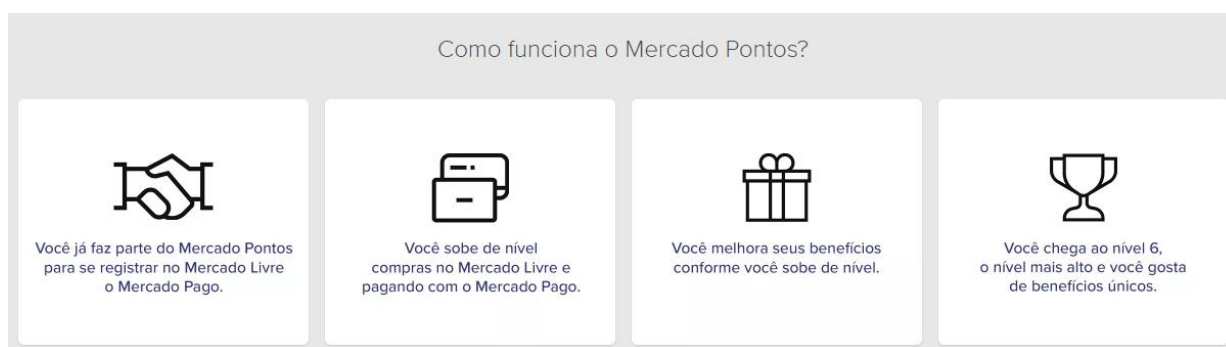 Como funciona o Mercado Pontos?
Você já faz parte do Mercado Pontos
para se registrar no Mercado Livre
o Mercado Pago.
Você sobe de nível
compras no Mercado Livre e
pagando com o Mercado Pago.
Você melhora seus benefícios
conforme você sobe de nível.
Você chega ao nível 6,
o nível mais alto e você gosta
de benefícios únicos.